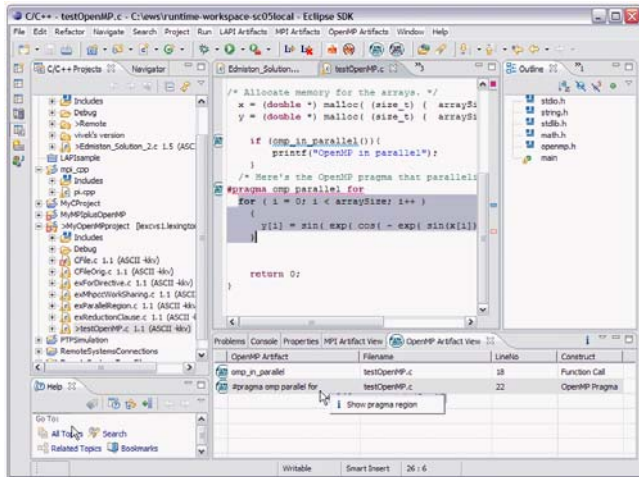 C/C++ - testOpenMP.c - C:\ews\runtime-workspace-sc05local - Eclipse SDK
File Edit Refactor Navigate Search Project Run LAPI Artifacts MPI Artifacts OpenMP Artifacts Window Help
C/C++ Projects Navigator
Includes
Debug
>Remote
vivek's version
>Edmiston_Solution_2.c 1.5 (ASC
LAPIsample
mpi_cpp
Includes
pi.cpp
MyCProject
MyMPIplusOpenMP
>MyOpenMPproject
Includes
Debug
CFile.c 1.1 (ASCII -kkv)
CFileOrig.c 1.1 (ASCII -kkv)
exForDirective.c 1.1 (ASCII -kkv)
exMhpccWorkSharing.c 1.1 (ASCII
exParallelRegion.c 1.1 (ASCII -kkv)
exReductionClause.c 1.1 (ASCII
>testOpenMP.c 1.1 (ASCII -kkv)
PTPSimulation
RemoteSystemsConnections
Edmiston_Solution... testOpenMP.c
/* Allocate memory for the arrays. */
x = (double *) malloc( (size_t) ( arraySi
y = (double *) malloc( (size_t) ( arraySi
if (omp_in_parallel()){
printf("OpenMP in parallel");
}
/* Here's the OpenMP pragma that parallels
#pragma omp parallel for
for ( i = 0; i < arraySize; i++ )
{
y[i] = sin( exp( cos( - exp( sin(x[i])
}
return 0;
}
Outline
stdio.h
string.h
stdlib.h
math.h
openmp.h
main
Help
Go To:
All Topics Search
Related Topics Bookmarks
Problems Console Properties MPI Artifact View OpenMP Artifact View
OpenMP Artifact Filename LineNo Construct
omp_in_parallel testOpenMP.c 18 Function Call
#pragma omp parallel for testOpenMP.c 22 OpenMP Pragma
Show pragma region
Writable Smart Insert 26 : 6